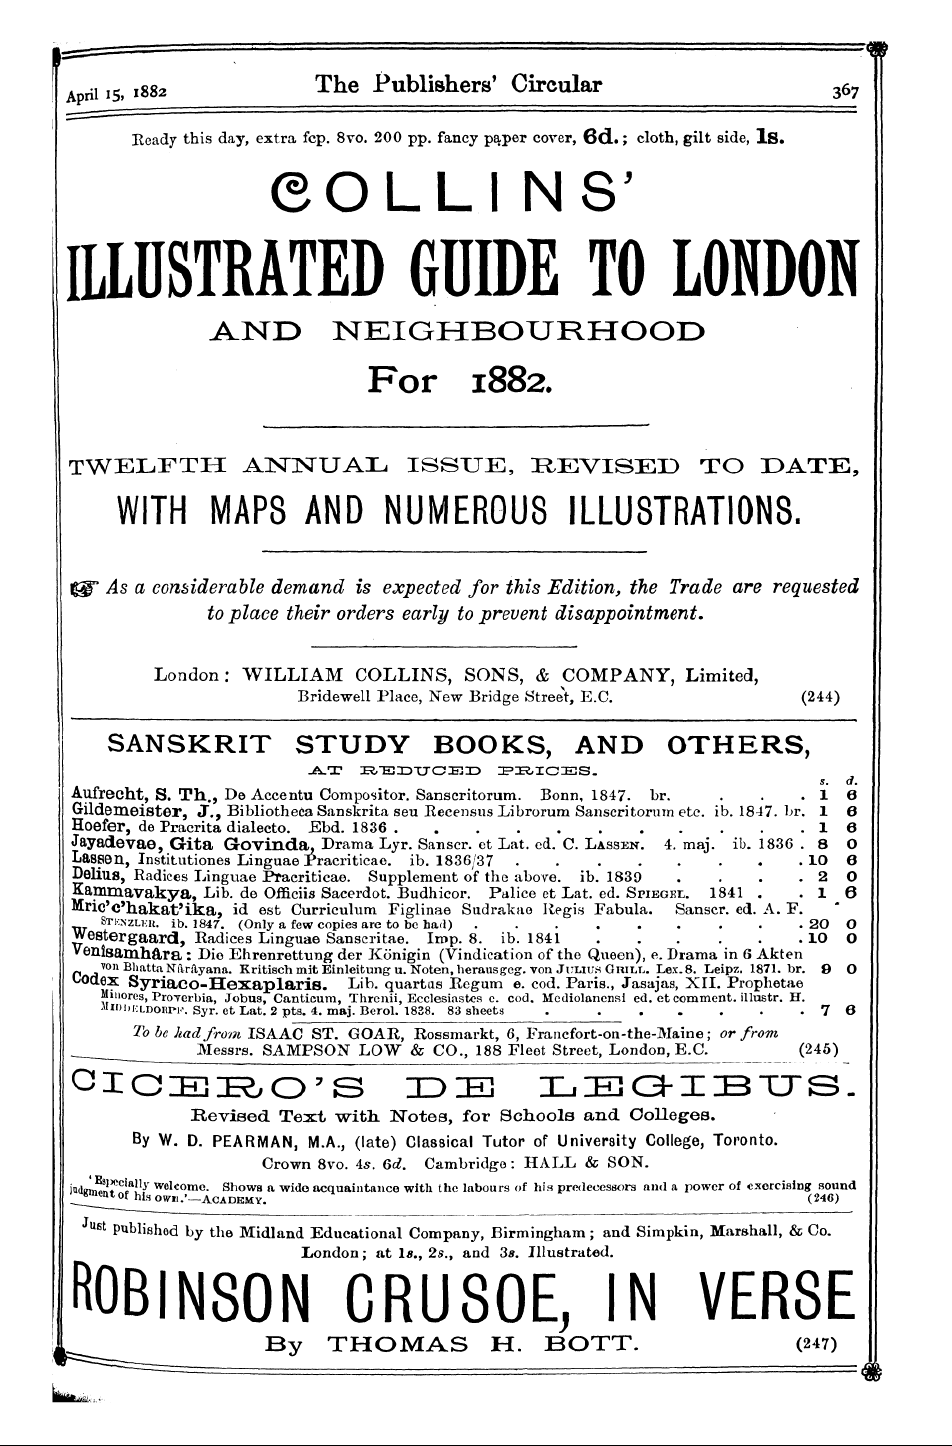 April 15, 1882 The Publishers' Circular 367
Ready this day, extra fcp. 8vo. 200 pp. fancy paper cover, 6d.; cloth, gilt side, 1s.
COLLINS'
ILLUSTRATED GUIDE TO LONDON
AND NEIGHBOURHOOD
For 1882.
TWELFTH ANNUAL ISSUE, REVISED TO DATE,
WITH MAPS AND NUMEROUS ILLUSTRATIONS.
☞ As a considerable demand is expected for this Edition, the Trade are requested
to place their orders early to prevent disappointment.
London: WILLIAM COLLINS, SONS, & COMPANY, Limited,
Bridewell Place, New Bridge Street, E.C. (244)
SANSKRIT STUDY BOOKS, AND OTHERS,
AT REDUCED PRICES.
s. d.
Aufrecht, S. Th., De Accentu Compositor. Sanscritorum. Bonn, 1847. br. . . . 1 6
Gildemeister, J., Bibliotheca Sanskrita seu Recensus Librorum Sanscritorum etc. ib. 1847. br. 1 6
Hoefer, de Pracrita dialecto. Ebd. 1836 . . . . . . . . . . . 1 6
Jayadevae, Gita Govinda, Drama Lyr. Sanscr. et Lat. ed. C. LASSEN. 4. maj. ib. 1836 . 8 0
Lassen, Institutiones Linguae Pracriticae. ib. 1836/37 . . . . . . . . 10 6
Delius, Radices Linguae Pracriticae. Supplement of the above. ib. 1839 . . . . 2 0
Kammavakya, Lib. de Officiis Sacerdot. Budhicor. Palice et Lat. ed. SPIEGEL. 1841 . . 1 6
Mric'c'hakat'ika, id est Curriculum Figlinae Sudrakae Regis Fabula. Sanscr. ed. A. F.
STENZLER. ib. 1847. (Only a few copies are to be had) . . . . . . . . 20 0
Westergaard, Radices Linguae Sanscritae. Imp. 8. ib. 1841 . . . . . . 10 0
Venisamhâra: Die Ehrenrettung der Königin (Vindication of the Queen), e. Drama in 6 Akten
von Bhatta Nârâyana. Kritisch mit Einleitung u. Noten, herausgeg. von JULIUS GRILL. Lex. 8. Leipz. 1871. br. 9 0
Codex Syriaco-Hexaplaris. Lib. quartus Regum e. cod. Paris., Jasajas, XII. Prophetae
Minores, Proverbia, Jobus, Canticum, Threnii, Ecclesiastes c. cod. Mediolanensi ed. et comment. illustr. H.
MIDDELDORPF. Syr. et Lat. 2 pts. 4. maj. Berol. 1828. 83 sheets . . . . . . . 7 6
To be had from ISAAC ST. GOAR, Rossmarkt, 6, Francfort-on-the-Maine; or from
Messrs. SAMPSON LOW & CO., 188 Fleet Street, London, E.C. (245)
CICERO'S DE LEGIBUS.
Revised Text with Notes, for Schools and Colleges.
By W. D. PEARMAN, M.A., (late) Classical Tutor of University College, Toronto.
Crown 8vo. 4s. 6d. Cambridge: HALL & SON.
'Especially welcome. Shows a wide acquaintance with the labours of his predecessors and a power of exercising sound
judgment of his own.'—ACADEMY. (246)
Just published by the Midland Educational Company, Birmingham; and Simpkin, Marshall, & Co.
London; at 1s., 2s., and 3s. Illustrated.
ROBINSON CRUSOE, IN VERSE
By THOMAS H. BOTT. (247)